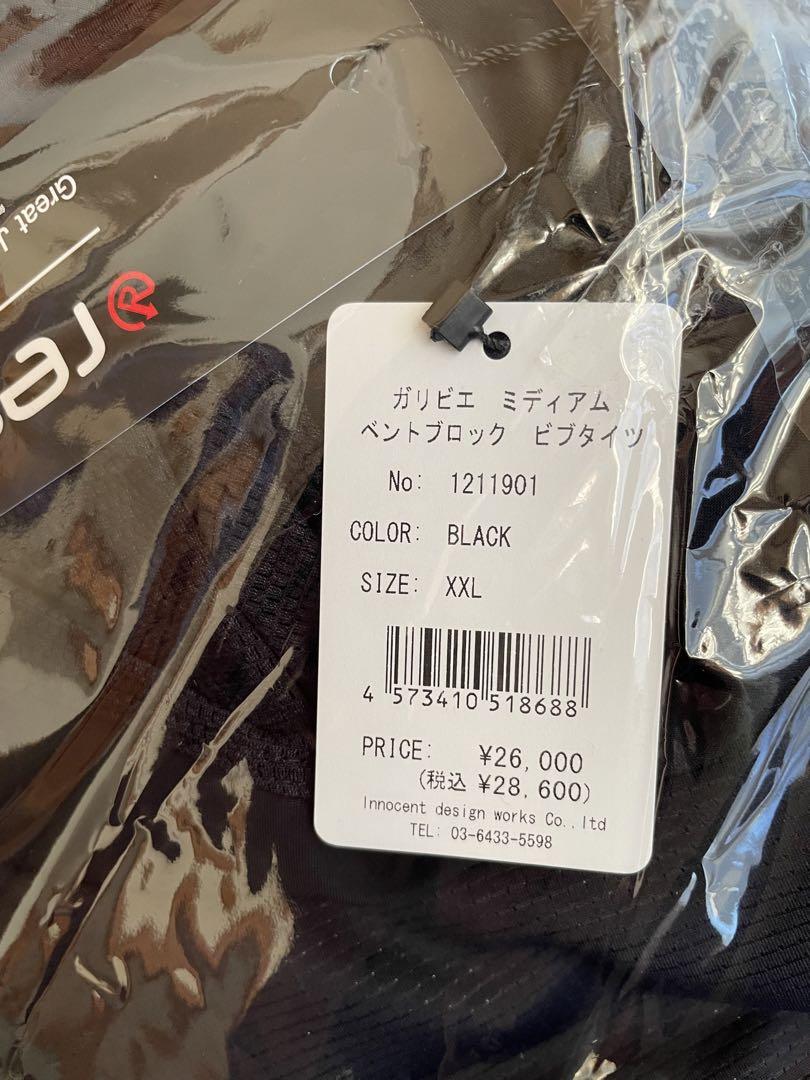 Great J
re
ガリビエ ミディアム
ベントブロック ビブタイツ
No: 1211901
COLOR: BLACK
SIZE: XXL
4 573410 518688
PRICE: ¥26,000
(税込 ¥28,600)
Innocent design works Co.,ltd
TEL: 03-6433-5598